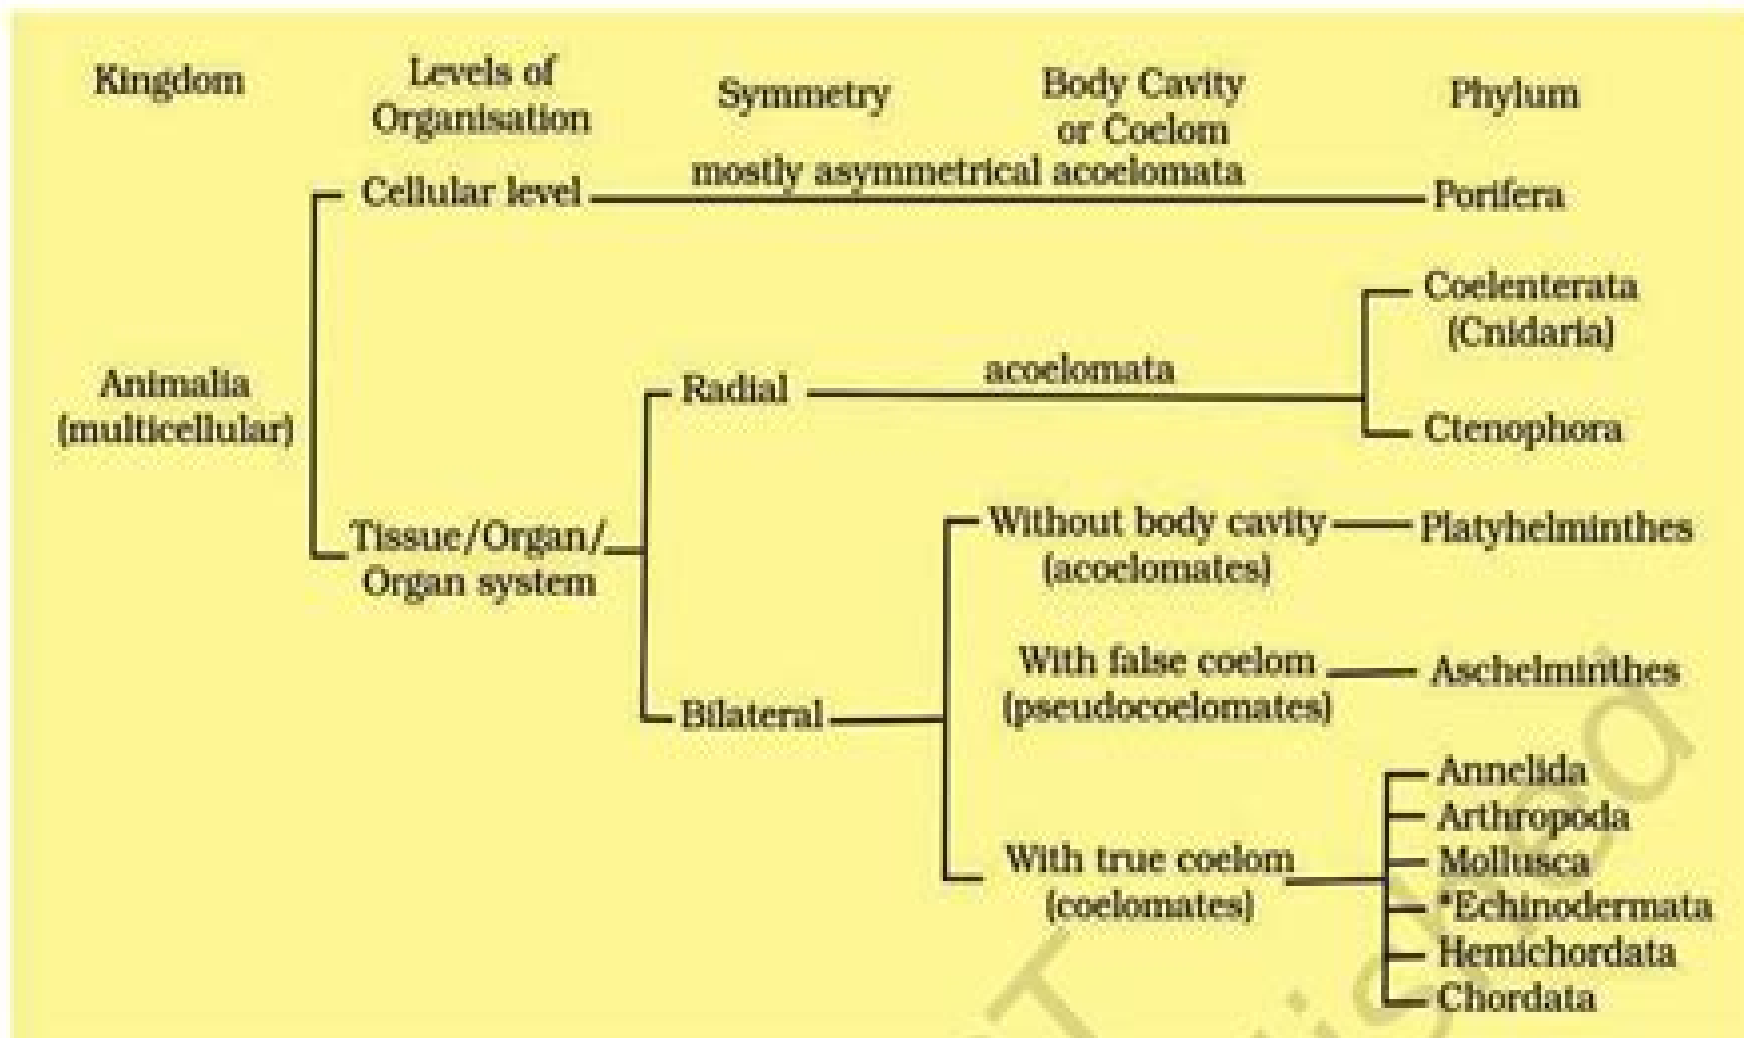 Kingdom
Levels of
Organisation
Symmetry
Body Cavity
or Coelom
Phylum
Cellular level
mostly asymmetrical acoelomata
Porifera
Animalia
(multicellular)
Radial
acoelomata
Coelenterata
(Cnidaria)
Ctenophora
Tissue/Organ/
Organ system
Bilateral
Without body cavity
(acoelomates)
Platyhelminthes
With false coelom
(pseudocoelomates)
Aschelminthes
With true coelom
(coelomates)
Annelida
Arthropoda
Mollusca
*Echinodermata
Hemichordata
Chordata